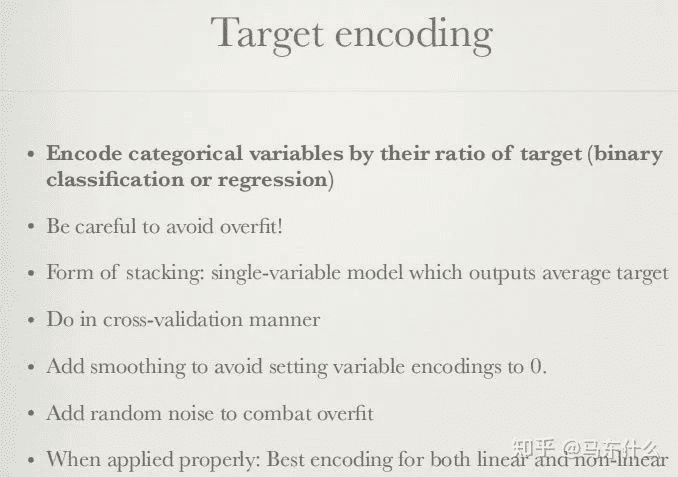 Target encoding
• Encode categorical variables by their ratio of target (binary
classification or regression)
• Be careful to avoid overfit!
• Form of stacking: single-variable model which outputs average target
• Do in cross-validation manner
• Add smoothing to avoid setting variable encodings to 0.
• Add random noise to combat overfit
• When applied properly: Best encoding for both linear and non-linear
知乎 @马东什么